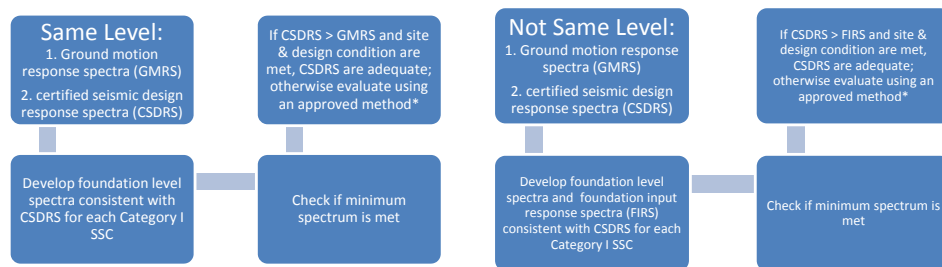 Same Level:
1. Ground motion
response spectra (GMRS)
2. certified seismic design
response spectra (CSDRS)
Develop foundation level
spectra consistent with
CSDRS for each Category I
SSC
Check if minimum
spectrum is met
If CSDRS > GMRS and site
& design condition are
met, CSDRS are adequate;
otherwise evaluate using
an approved method*
Not Same Level:
1. Ground motion response
spectra (GMRS)
2. certified seismic design
response spectra (CSDRS)
Develop foundation level
spectra and foundation input
response spectra (FIRS)
consistent with CSDRS for each
Category I SSC
Check if minimum spectrum is
met
If CSDRS > FIRS and site &
design condition are met,
CSDRS are adequate;
otherwise evaluate using an
approved method*